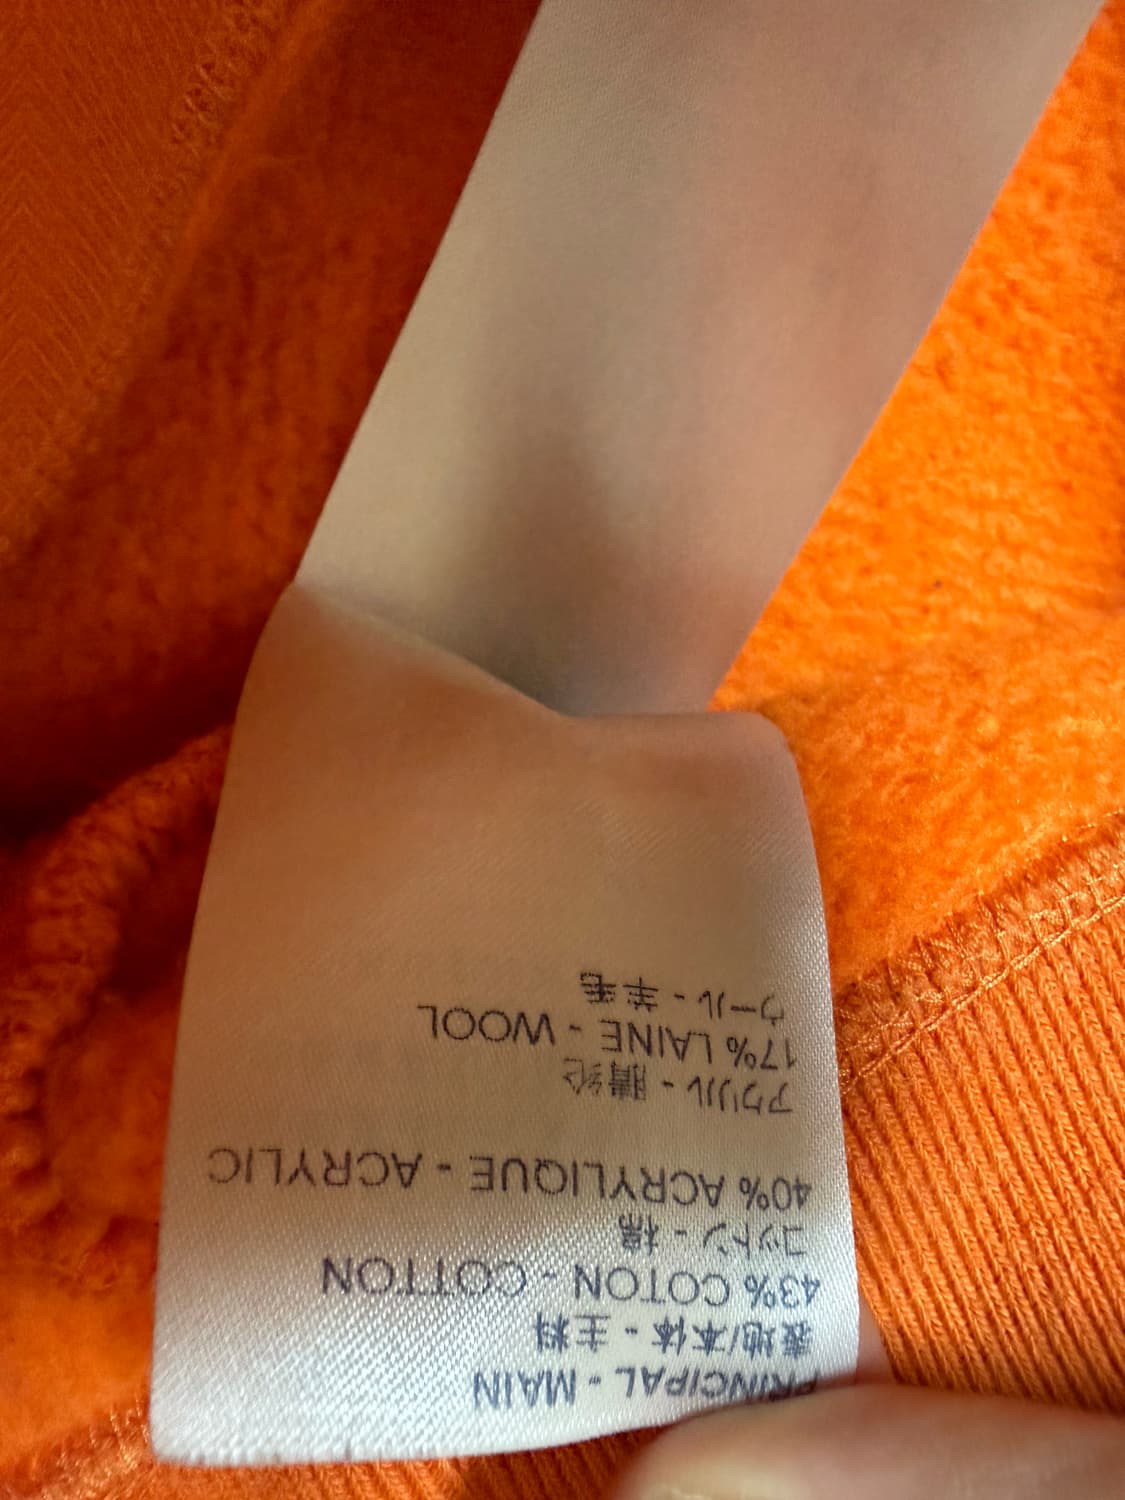 PRINCIPAL - MAIN
表地/本体 - 主料
43% COTON - COTTON
コットン - 棉
40% ACRYLIQUE - ACRYLIC
アクリル - 腈纶
17% LAINE - WOOL
ウール - 羊毛